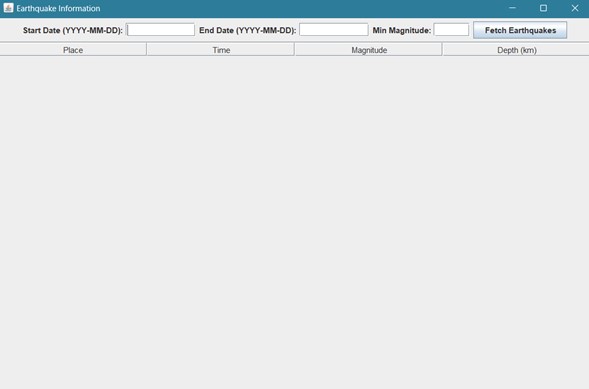 Earthquake Information
Start Date (YYYY-MM-DD): End Date (YYYY-MM-DD): Min Magnitude: Fetch Earthquakes
Place Time Magnitude Depth (km)